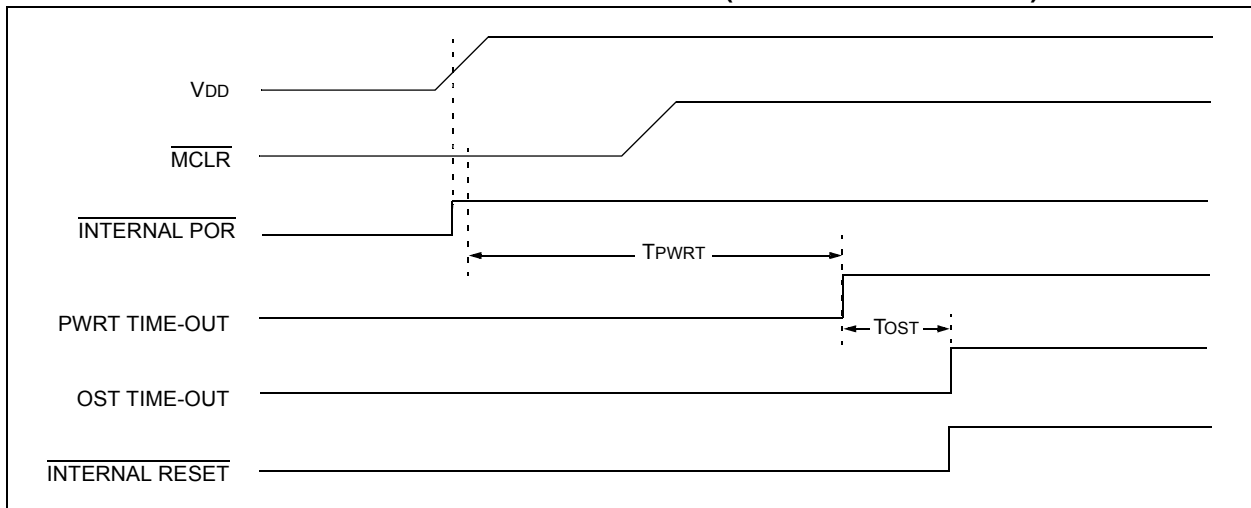 VDD
MCLR
INTERNAL POR
TPWRT
PWRT TIME-OUT
TOST
OST TIME-OUT
INTERNAL RESET